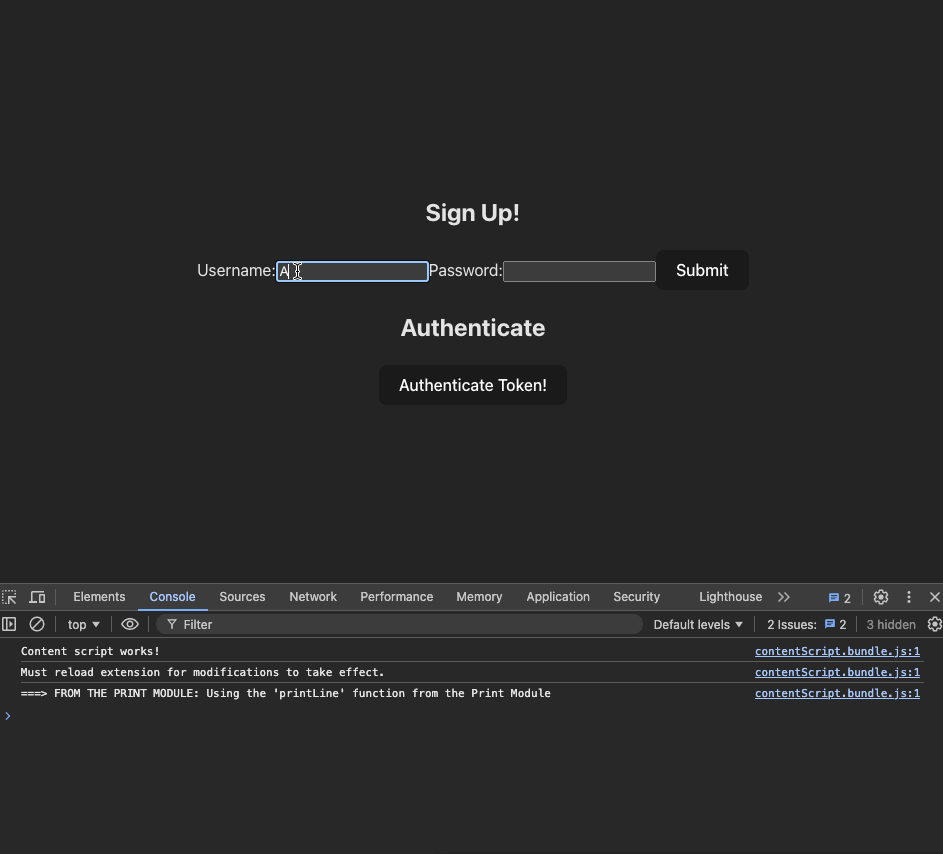 Sign Up!
Username: A Password: Submit
Authenticate
Authenticate Token!
Elements Console Sources Network Performance Memory Application Security Lighthouse 2
top Filter Default levels 2 Issues: 2 3 hidden
Content script works! contentScript.bundle.js:1
Must reload extension for modifications to take effect. contentScript.bundle.js:1
===> FROM THE PRINT MODULE: Using the 'printLine' function from the Print Module contentScript.bundle.js:1